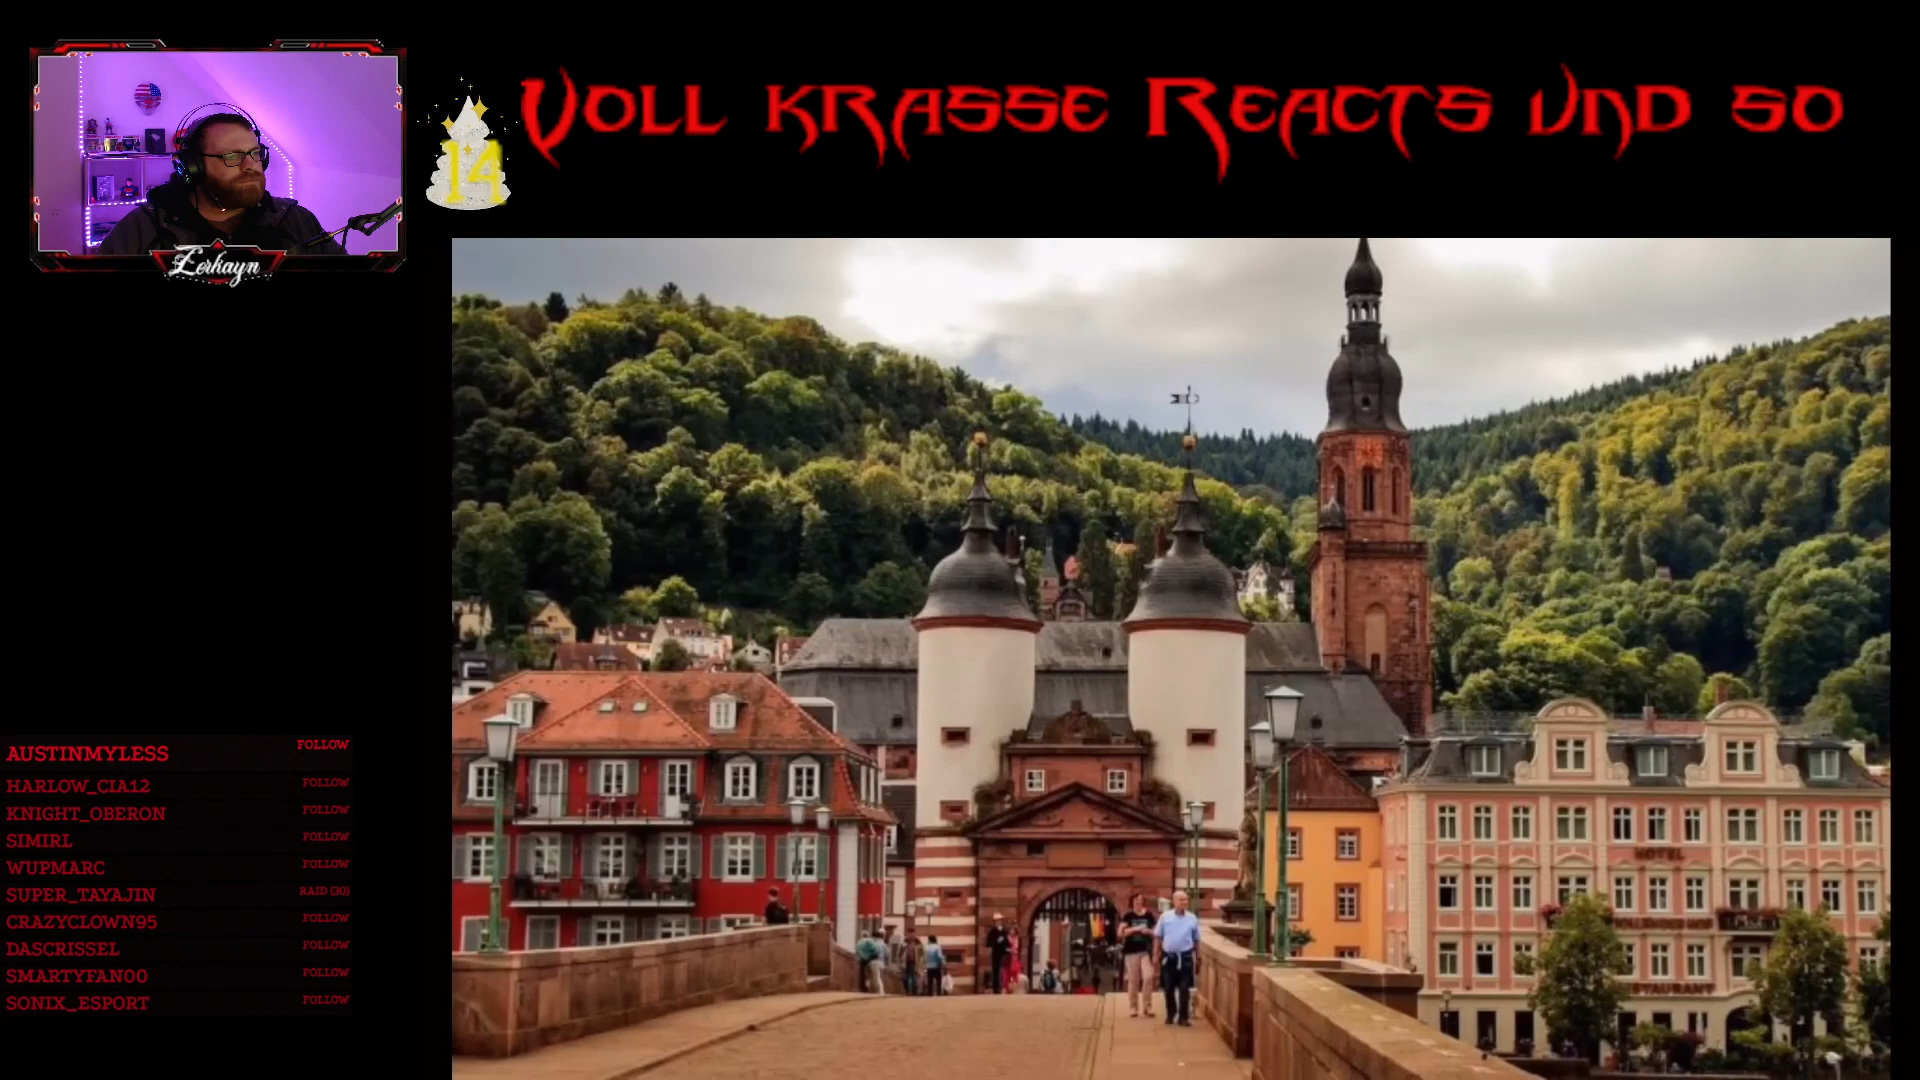 Voll krasse Reacts und so
14
Eerkayn
AUSTINMYLESS FOLLOW
HARLOW_CIA12 FOLLOW
KNIGHT_OBERON FOLLOW
SIMIRL FOLLOW
WUPMARC FOLLOW
SUPER_TAYAJIN RAID (30)
CRAZYCLOWN95 FOLLOW
DASCRISSEL FOLLOW
SMARTYFAN00 FOLLOW
SONIX_ESPORT FOLLOW
HOTEL